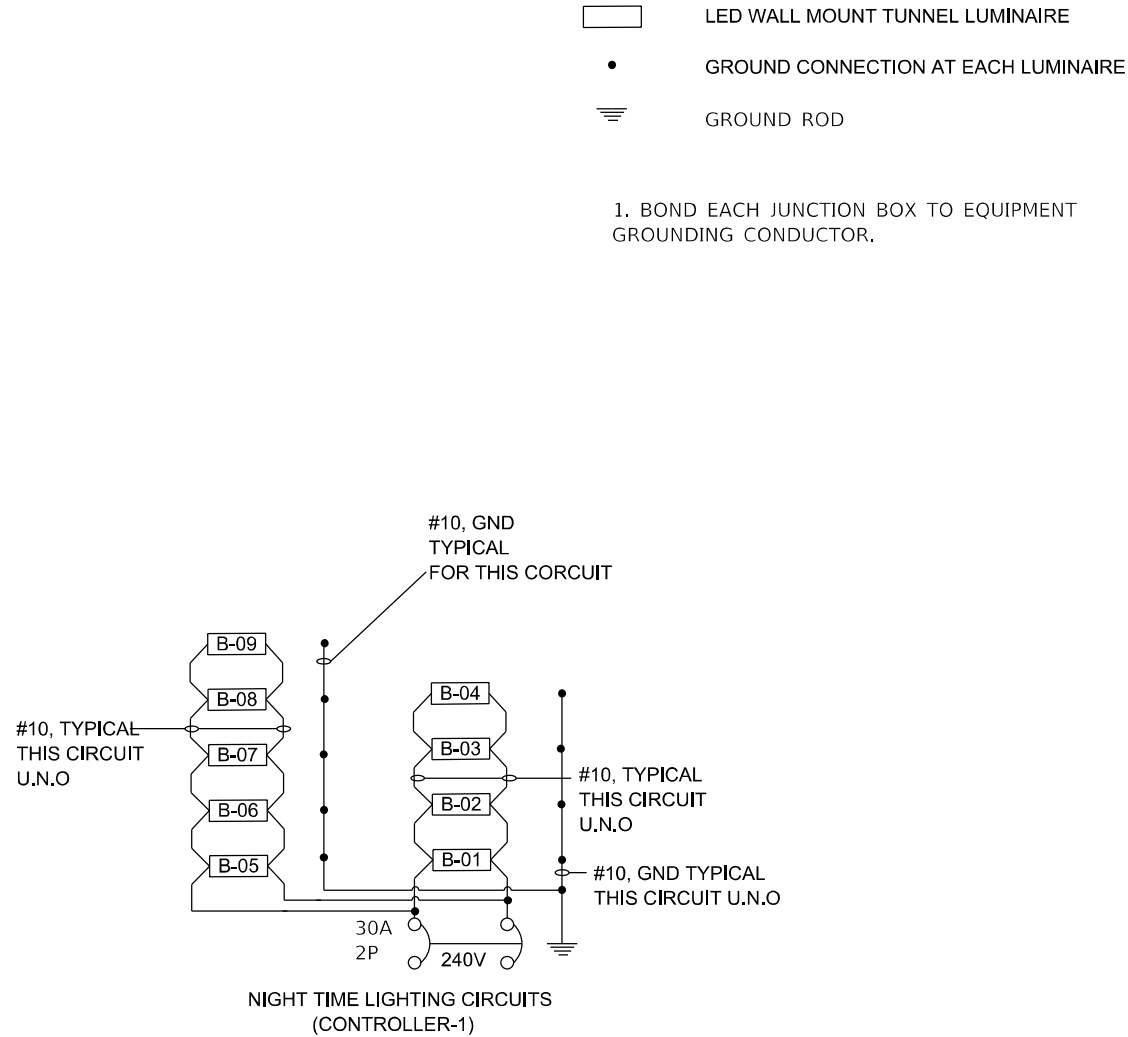 LED WALL MOUNT TUNNEL LUMINAIRE
GROUND CONNECTION AT EACH LUMINAIRE
GROUND ROD
1. BOND EACH JUNCTION BOX TO EQUIPMENT
GROUNDING CONDUCTOR.
#10, GND
TYPICAL
FOR THIS CORCUIT
B-09
B-08
B-07
B-06
B-05
#10, TYPICAL
THIS CIRCUIT
U.N.O
B-04
B-03
B-02
B-01
#10, TYPICAL
THIS CIRCUIT
U.N.O
#10, GND TYPICAL
THIS CIRCUIT U.N.O
30A
2P
240V
NIGHT TIME LIGHTING CIRCUITS
(CONTROLLER-1)